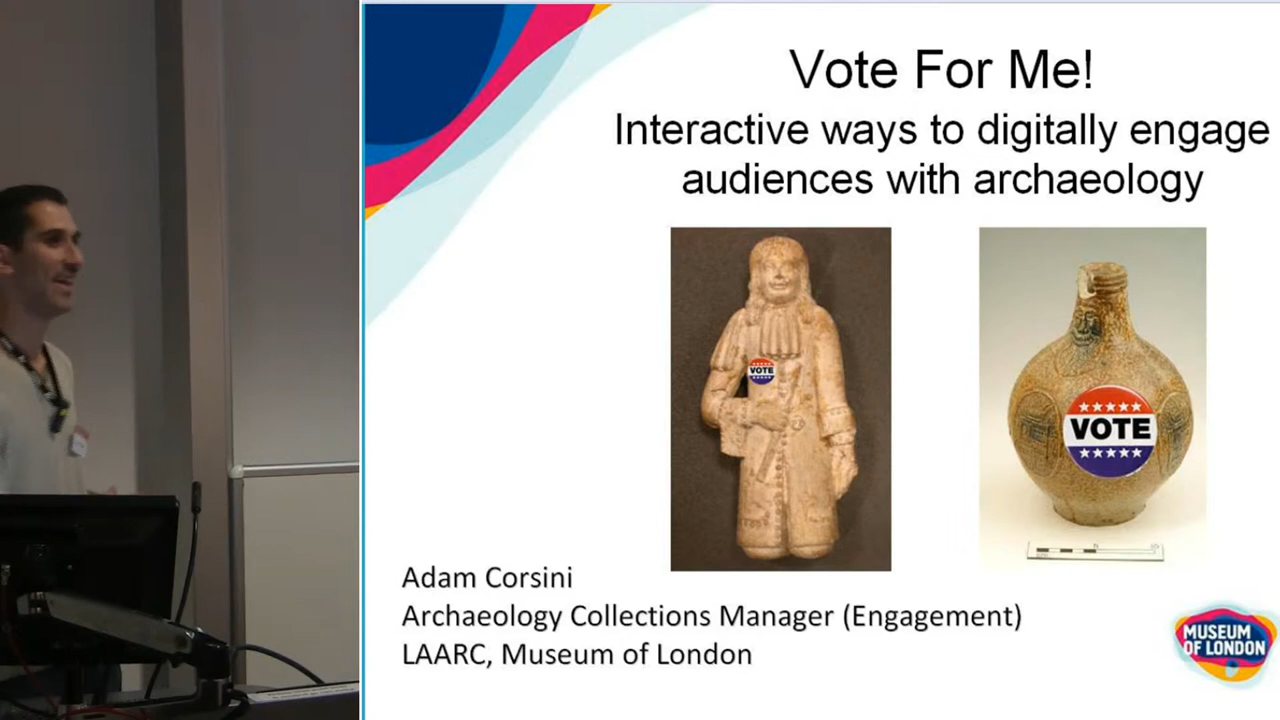 Vote For Me!
Interactive ways to digitally engage
audiences with archaeology
VOTE
VOTE
Adam Corsini
Archaeology Collections Manager (Engagement)
LAARC, Museum of London
MUSEUM
OF LONDON